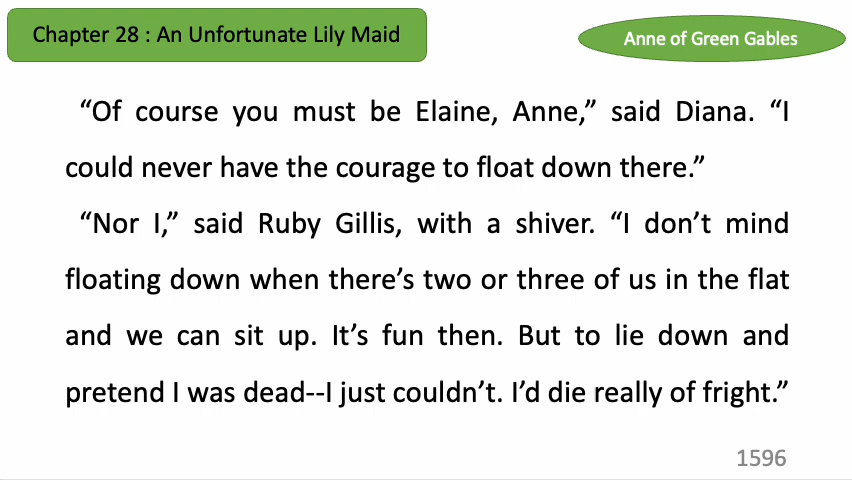 Chapter 28 : An Unfortunate Lily Maid
Anne of Green Gables
“Of course you must be Elaine, Anne,” said Diana. “I
could never have the courage to float down there.”
“Nor I,” said Ruby Gillis, with a shiver. “I don’t mind
floating down when there’s two or three of us in the flat
and we can sit up. It’s fun then. But to lie down and
pretend I was dead--I just couldn’t. I’d die really of fright.”
1596